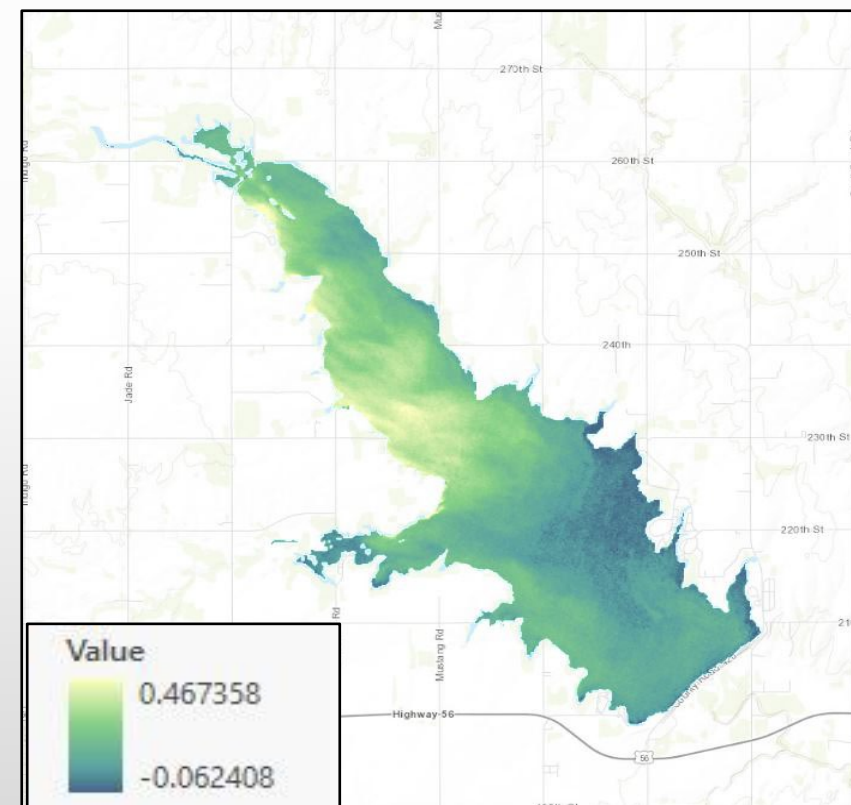 270th St
260th St
250th St
240th
Jade Rd
230th St
220th St
Rd
Mustang Rd
Highway 56
56
Value
0.467358
-0.062408